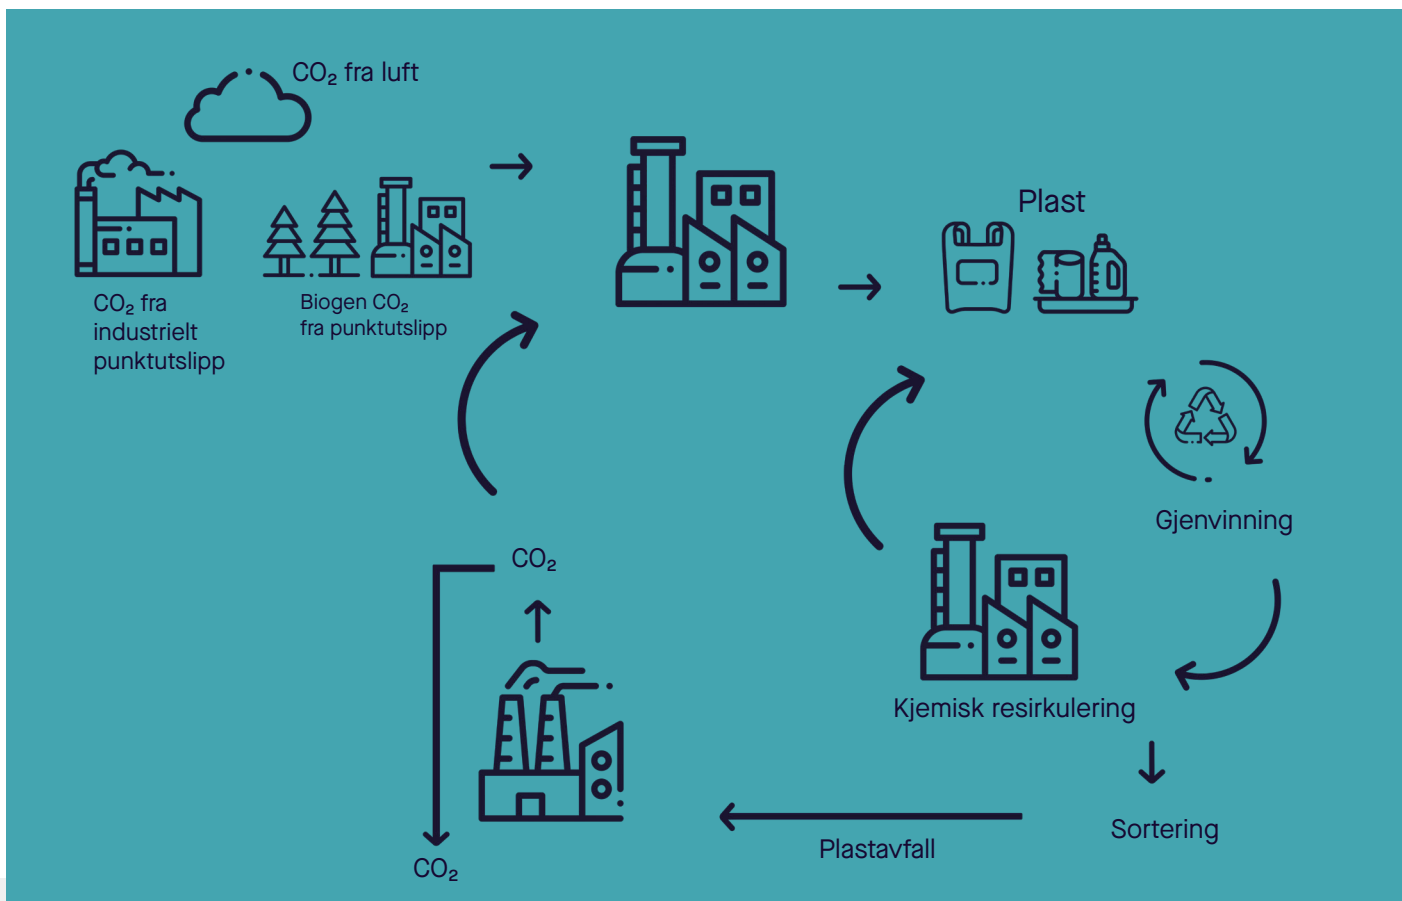 CO₂ fra luft
CO₂ fra
industrielt
punktutslipp
Biogen CO₂
fra punktutslipp
Plast
Gjenvinning
Kjemisk resirkulering
Sortering
Plastavfall
CO₂
CO₂